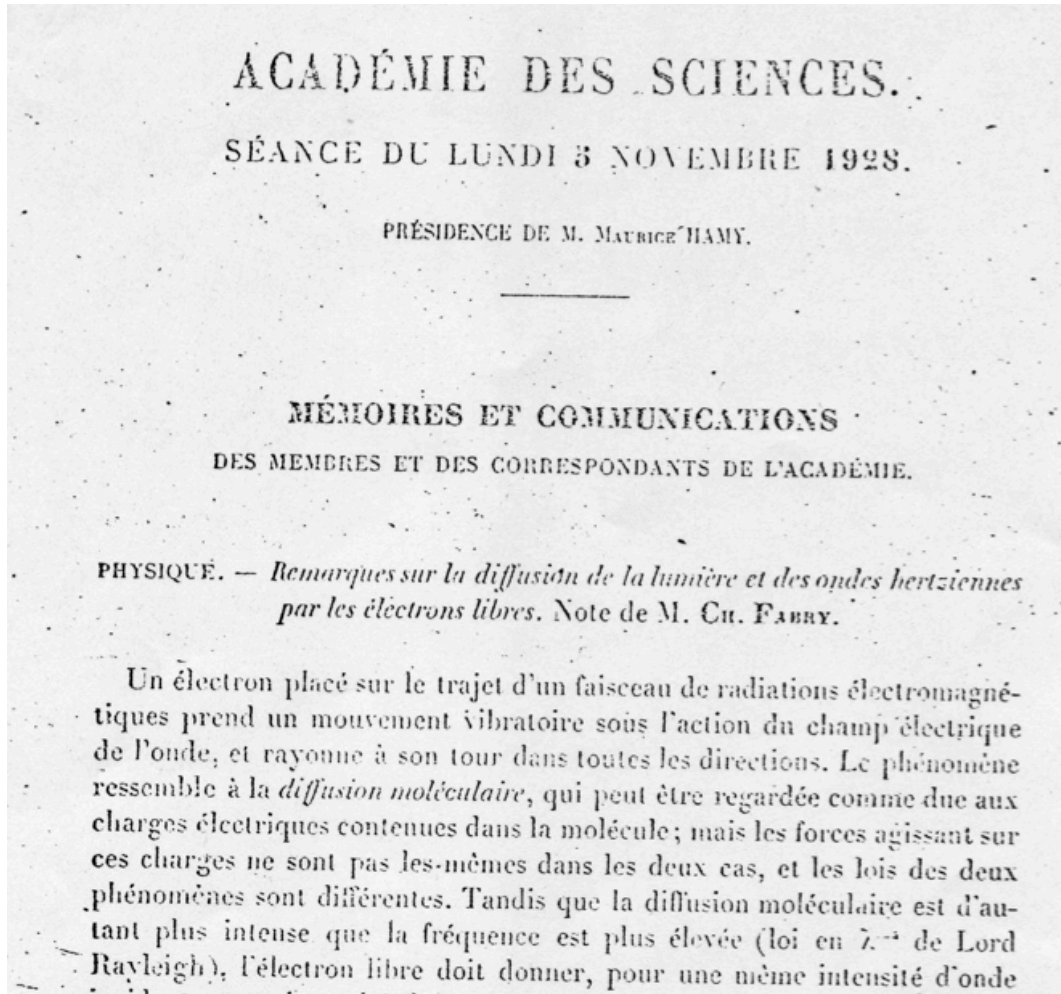 ACADÉMIE DES SCIENCES.
SÉANCE DU LUNDI 5 NOVEMBRE 1928.
PRÉSIDENCE DE M. MAURICE HAMY.
MÉMOIRES ET COMMUNICATIONS
DES MEMBRES ET DES CORRESPONDANTS DE L'ACADÉMIE.
PHYSIQUE. — Remarques sur la diffusion de la lumière et des ondes hertziennes
par les électrons libres. Note de M. CH. FABRY.
Un électron placé sur le trajet d'un faisceau de radiations électromagné-
tiques prend un mouvement vibratoire sous l'action du champ électrique
de l'onde, et rayonne à son tour dans toutes les directions. Le phénomène
ressemble à la diffusion moléculaire, qui peut être regardée comme due aux
charges électriques contenues dans la molécule; mais les forces agissant sur
ces charges ne sont pas les mêmes dans les deux cas, et les lois des deux
phénomènes sont différentes. Tandis que la diffusion moléculaire est d'au-
tant plus intense que la fréquence est plus élevée (loi en λ⁻⁴ de Lord
Rayleigh), l'électron libre doit donner, pour une même intensité d'onde